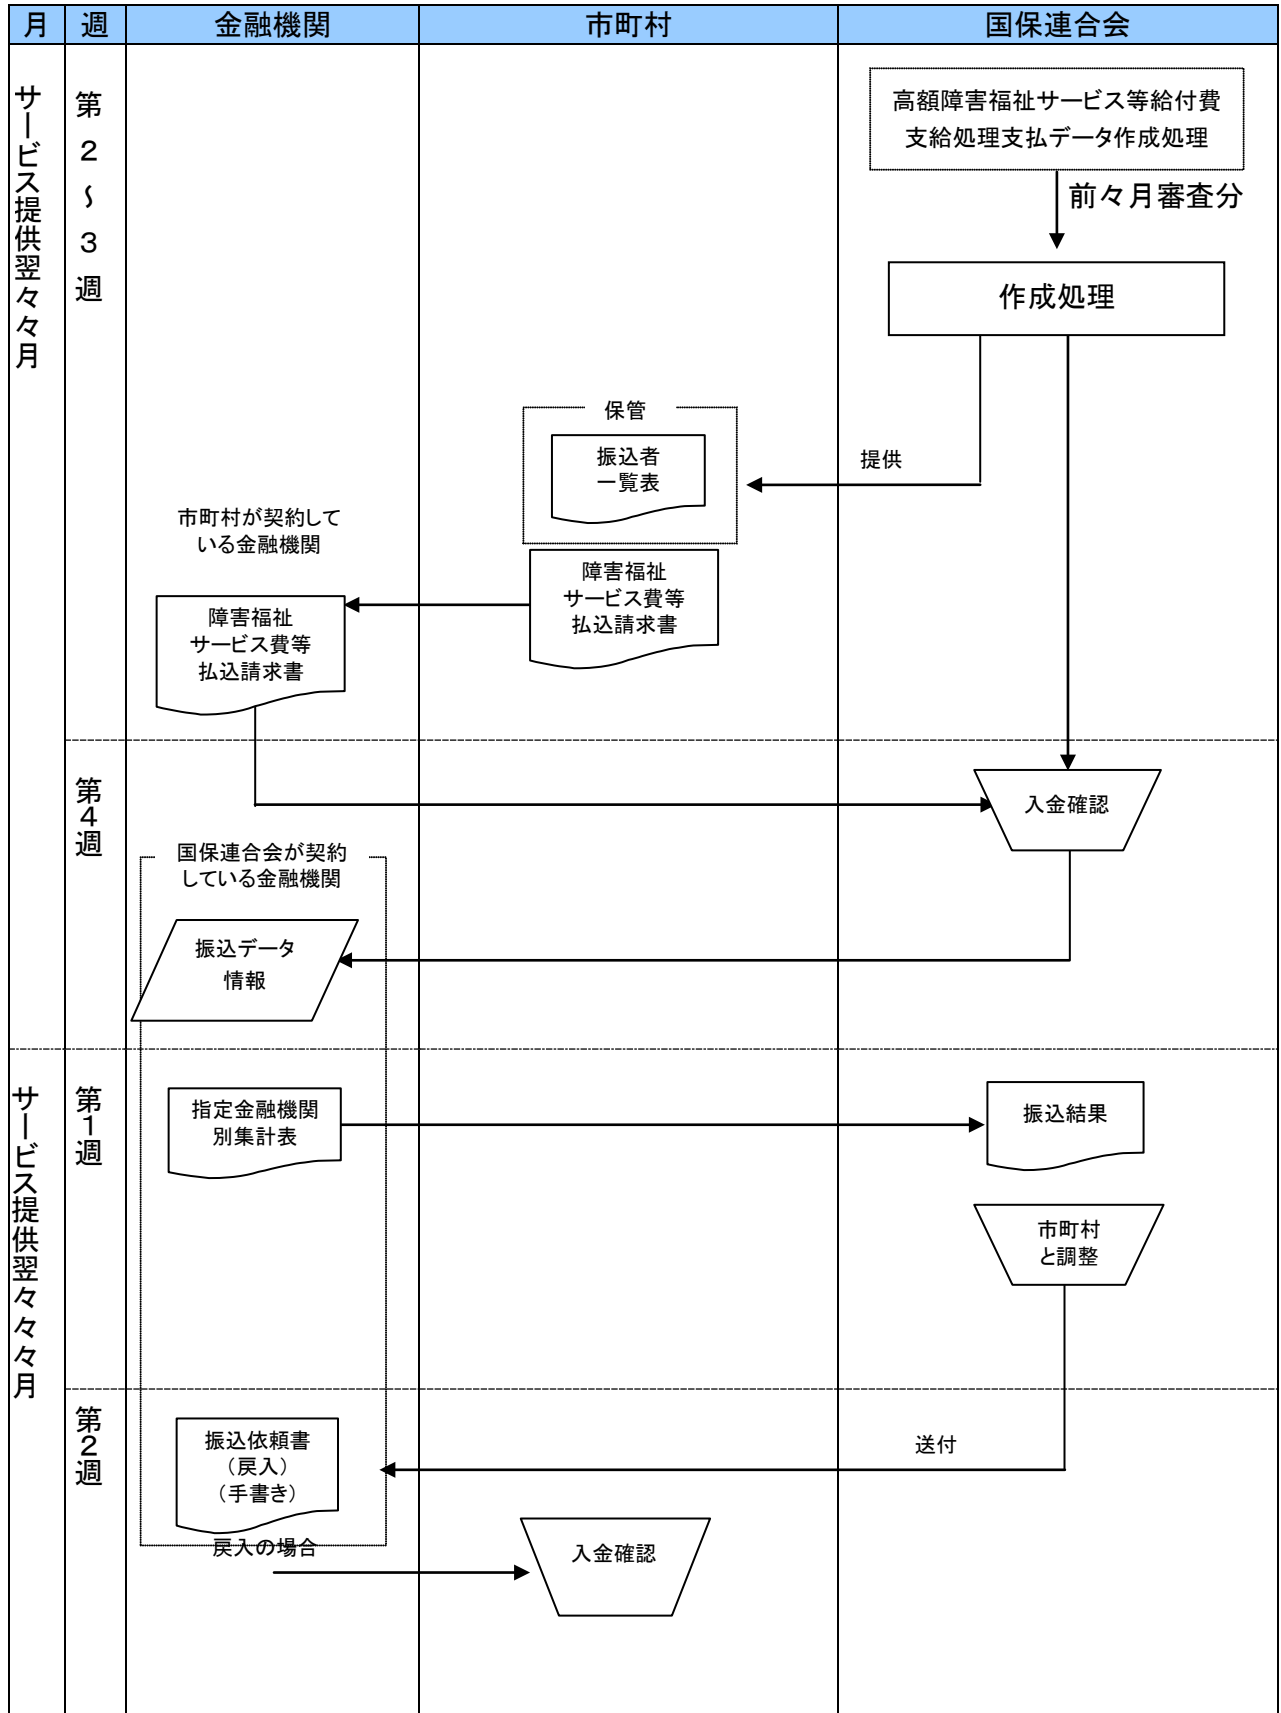 月 週 金融機関 市町村 国保連合会
サービス提供翌々月
第2～3週
高額障害福祉サービス等給付費
支給処理支払データ作成処理
前々月審査分
作成処理
保管
振込者
一覧表
提供
市町村が契約して
いる金融機関
障害福祉
サービス費等
払込請求書
障害福祉
サービス費等
払込請求書
第4週
入金確認
国保連合会が契約
している金融機関
振込データ
情報
サービス提供翌々々月
第1週
指定金融機関
別集計表
振込結果
市町村
と調整
第2週
振込依頼書
（戻入）
（手書き）
送付
戻入の場合
入金確認